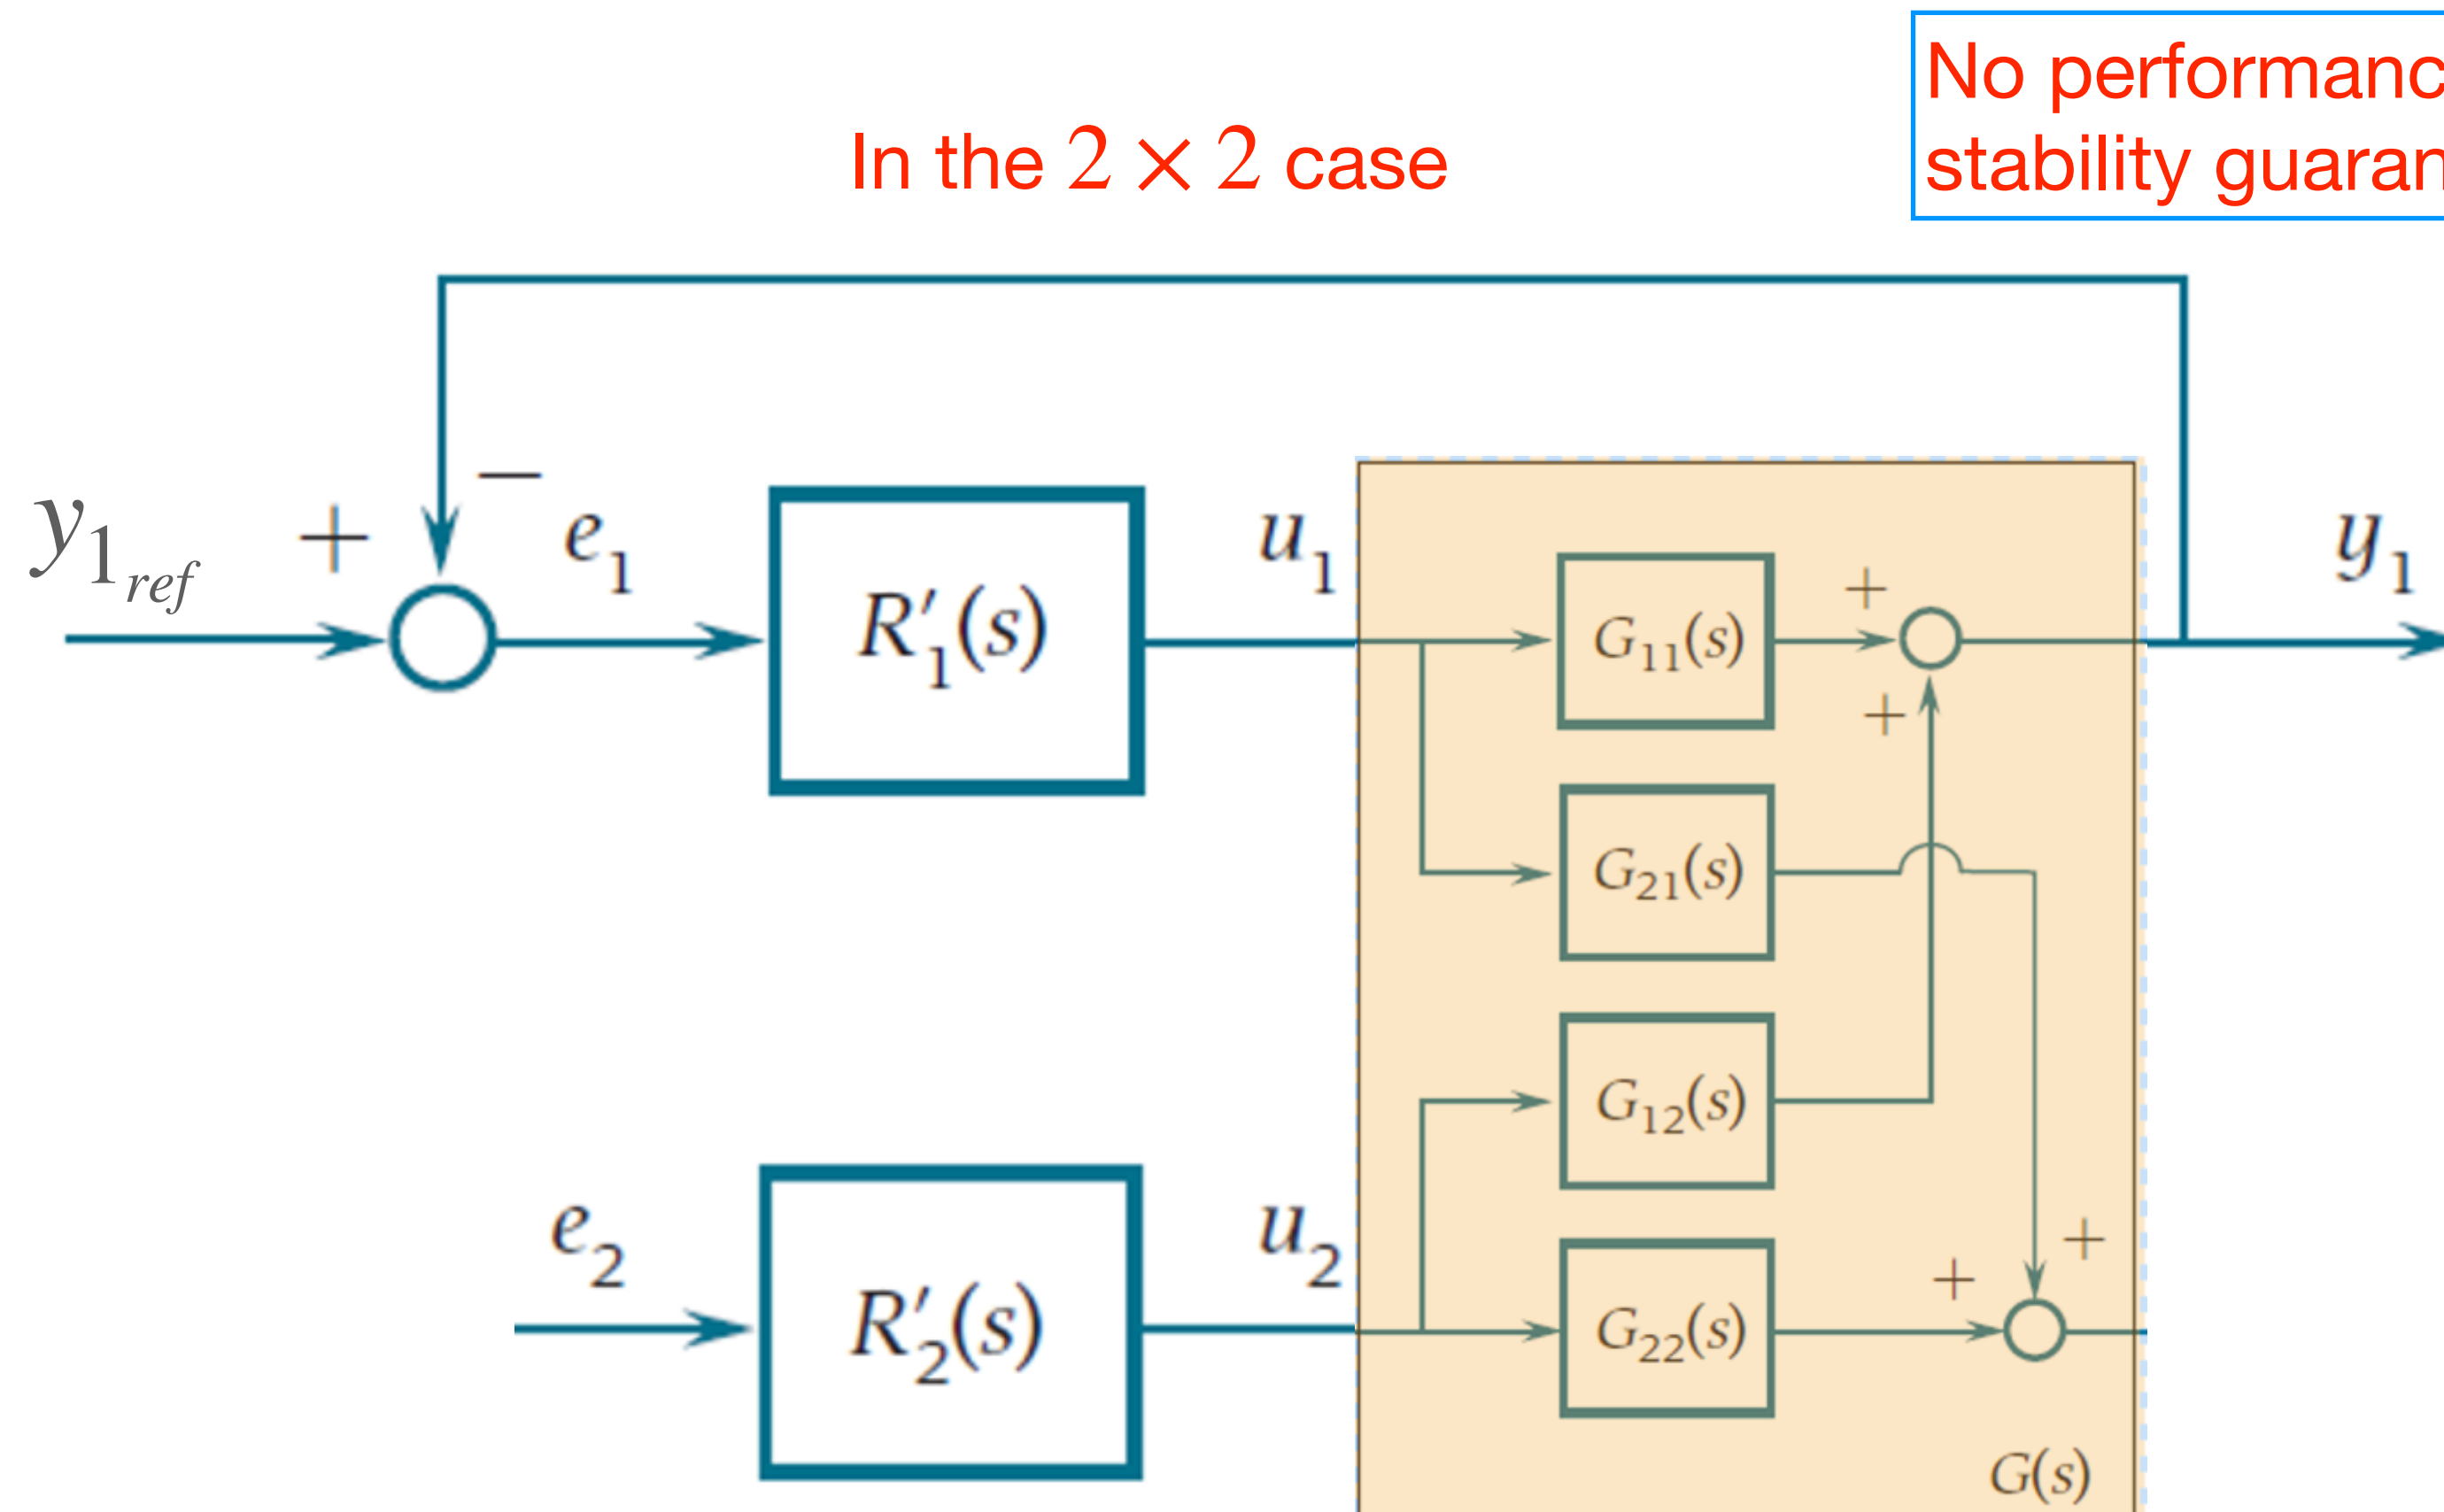 No performanc
stability guaran
In the 2 × 2 case
y1ref
+
−
e1
R′1(s)
u1
G11(s)
+
+
y1
G21(s)
G12(s)
e2
R′2(s)
u2
G22(s)
+
+
G(s)